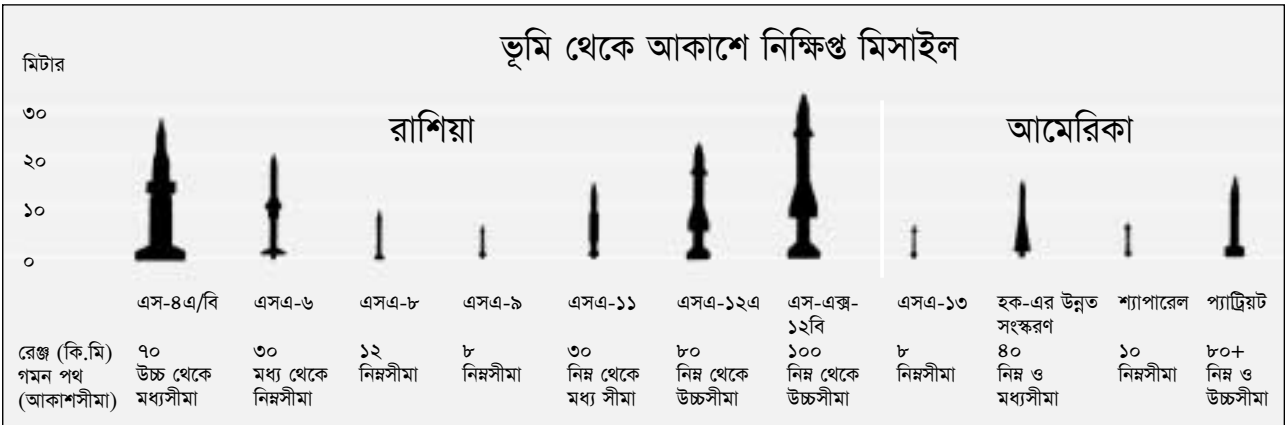 ভূমি থেকে আকাশে নিক্ষিপ্ত মিসাইল
মিটার
৩০
২০
১০
০
রাশিয়া
আমেরিকা
এস-৪এ/বি এসএ-৬ এসএ-৮ এসএ-৯ এসএ-১১ এসএ-১২এ এস-এক্স- এসএ-১৩ হক-এর উন্নত শ্যাপারেল প্যাট্রিয়ট
১২বি সংস্করণ
রেঞ্জ (কি.মি) ৭০ ৩০ ১২ ৮ ৩০ ৮০ ১০০ ৮ ৪০ ১০ ৮০+
গমন পথ উচ্চ থেকে মধ্য থেকে নিম্নসীমা নিম্নসীমা নিম্ন থেকে নিম্ন থেকে নিম্ন থেকে নিম্নসীমা নিম্ন ও নিম্নসীমা নিম্ন ও
(আকাশসীমা) মধ্যসীমা নিম্নসীমা মধ্য সীমা উচ্চসীমা উচ্চসীমা মধ্যসীমা উচ্চসীমা